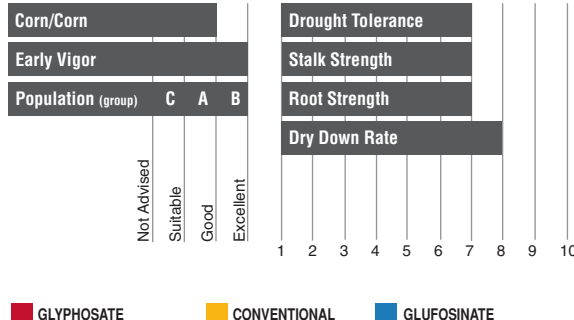 Corn/Corn
Early Vigor
Population (group) C A B
Not Advised
Suitable
Good
Excellent
Drought Tolerance
Stalk Strength
Root Strength
Dry Down Rate
1 2 3 4 5 6 7 8 9 10
GLYPHOSATE CONVENTIONAL GLUFOSINATE